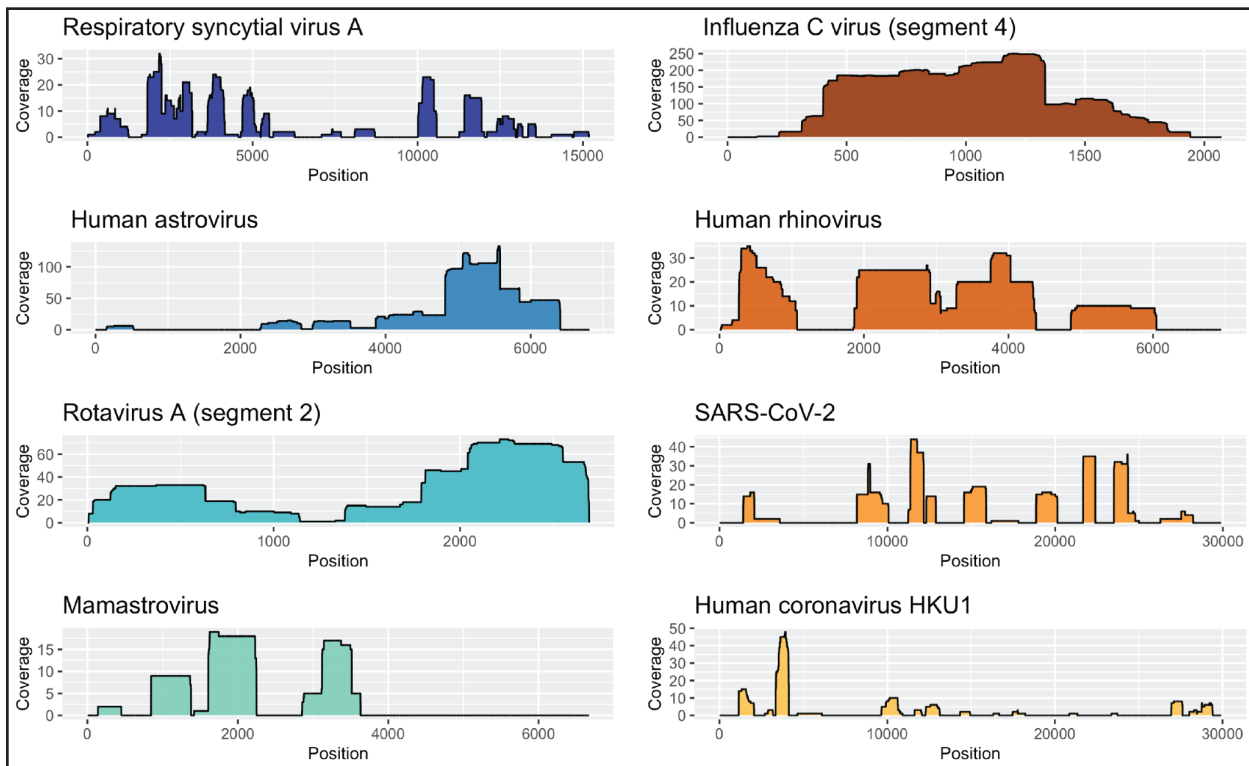 Respiratory syncytial virus A
Coverage
30
20
10
0
0 5000 10000 15000
Position
Influenza C virus (segment 4)
Coverage
250
200
150
100
50
0
0 500 1000 1500 2000
Position
Human astrovirus
Coverage
100
50
0
0 2000 4000 6000
Position
Human rhinovirus
Coverage
30
20
10
0
0 2000 4000 6000
Position
Rotavirus A (segment 2)
Coverage
60
40
20
0
0 1000 2000
Position
SARS-CoV-2
Coverage
40
30
20
10
0
0 10000 20000 30000
Position
Mamastrovirus
Coverage
15
10
5
0
0 2000 4000 6000
Position
Human coronavirus HKU1
Coverage
50
40
30
20
10
0
0 10000 20000 30000
Position